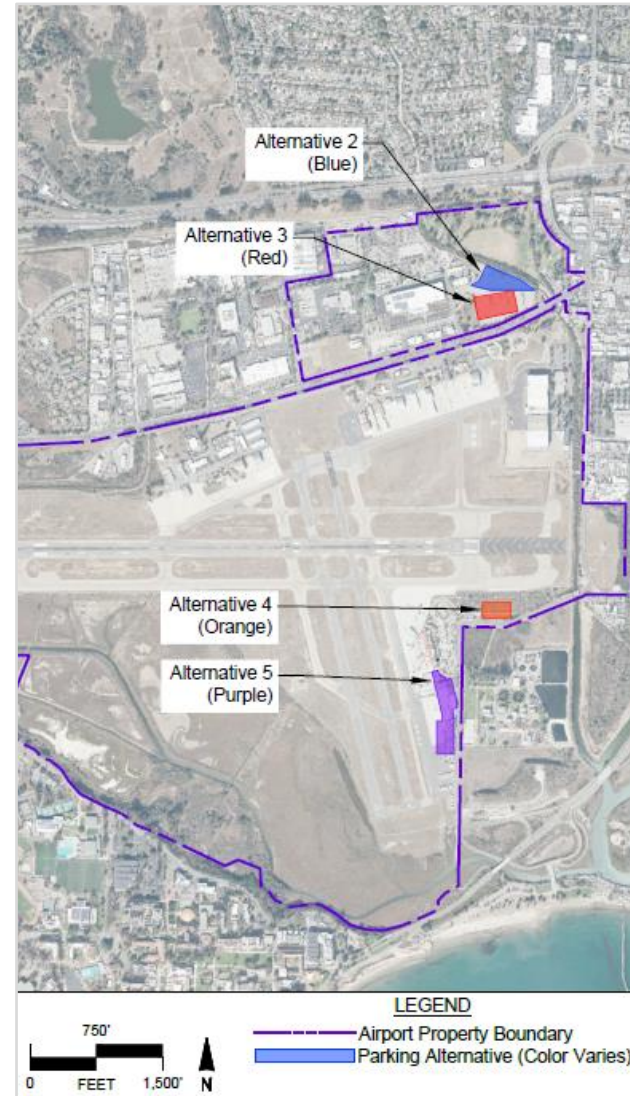 Alternative 2
(Blue)
Alternative 3
(Red)
Alternative 4
(Orange)
Alternative 5
(Purple)
LEGEND
750'
Airport Property Boundary
Parking Alternative (Color Varies)
0 FEET 1,500' N